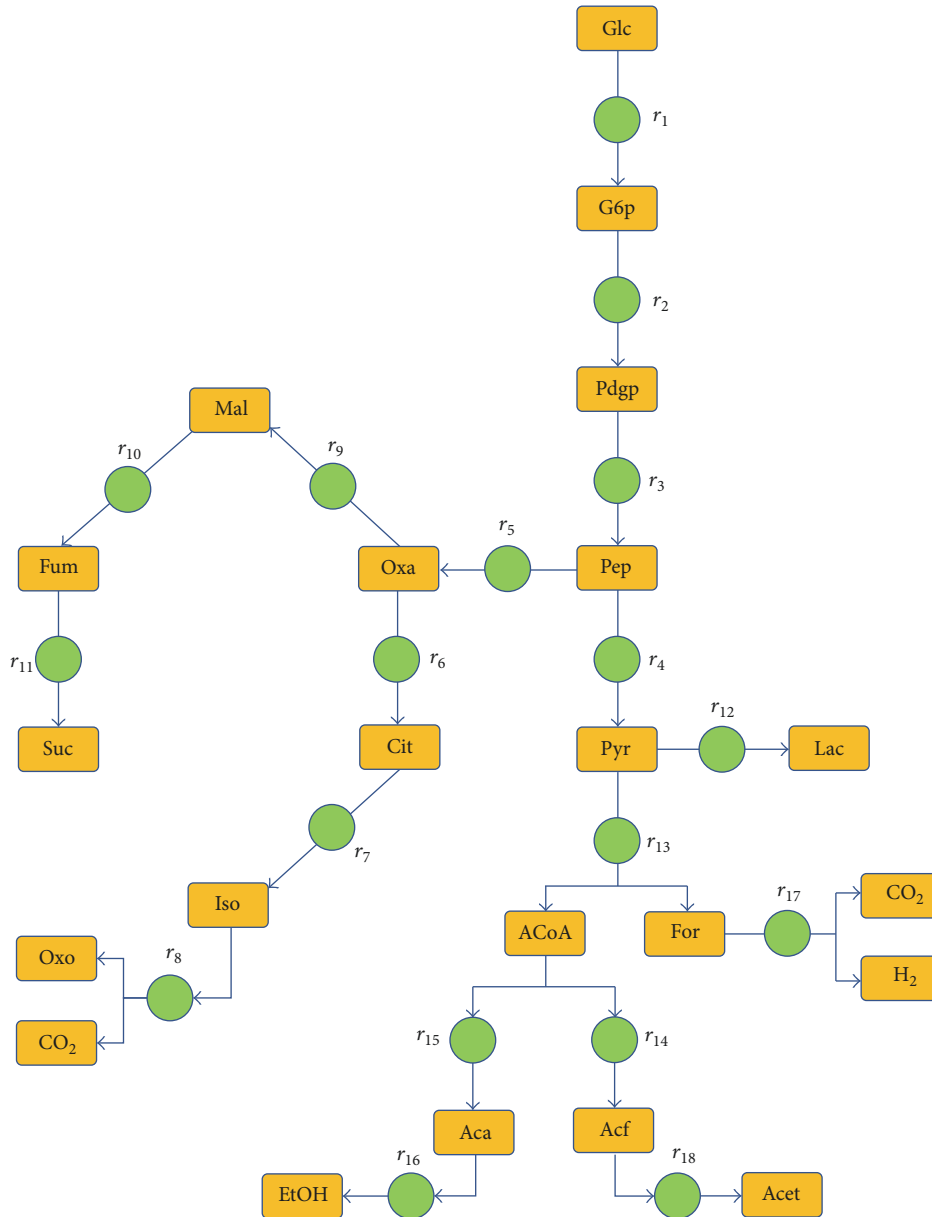 Glc
r₁
G6p
r₂
Pdgp
Mal
r₁₀
r₉
r₃
r₅
Fum
Oxa
Pep
r₁₁
r₆
r₄
r₁₂
Suc
Cit
Pyr
Lac
r₇
r₁₃
Iso
r₁₇
CO₂
ACoA
For
Oxo
r₈
H₂
CO₂
r₁₅
r₁₄
Aca
Acf
r₁₆
r₁₈
EtOH
Acet